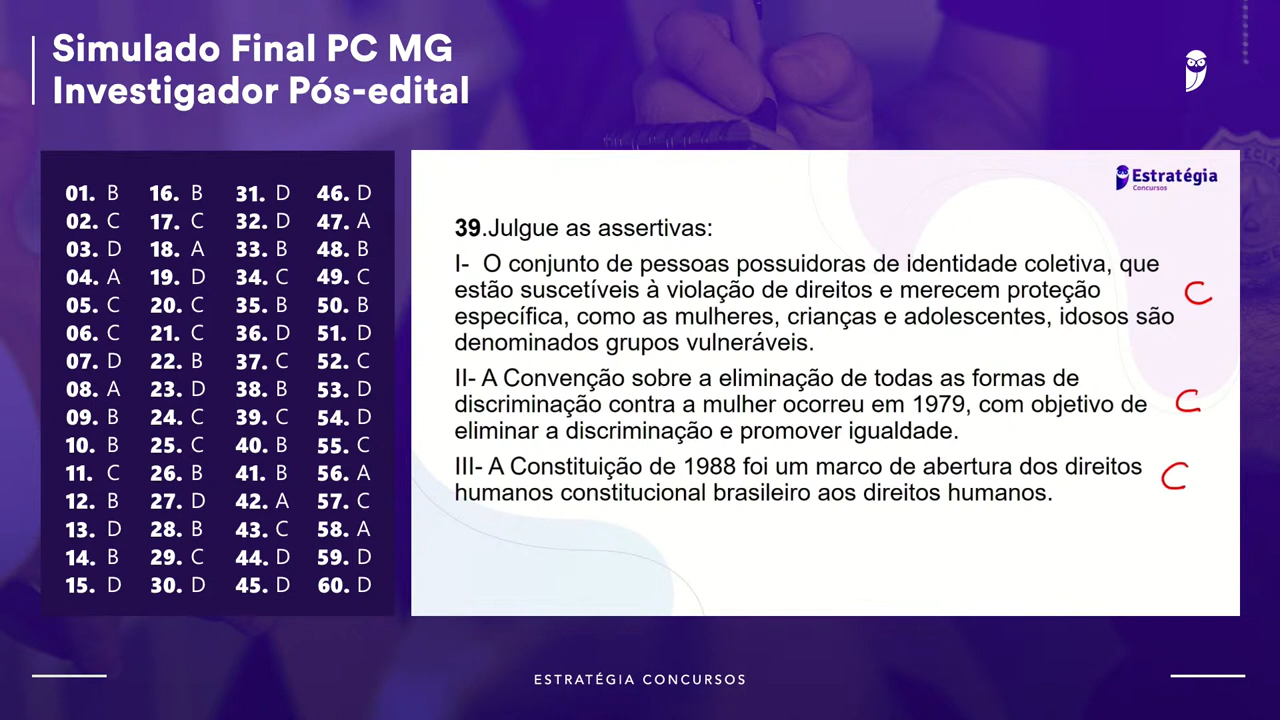 Simulado Final PC MG
Investigador Pós-edital
01. B 16. B 31. D 46. D
02. C 17. C 32. D 47. A
03. D 18. A 33. B 48. B
04. A 19. D 34. C 49. C
05. C 20. C 35. B 50. B
06. C 21. C 36. D 51. D
07. D 22. B 37. C 52. C
08. A 23. D 38. B 53. D
09. B 24. C 39. C 54. D
10. B 25. C 40. B 55. C
11. C 26. B 41. B 56. A
12. B 27. D 42. A 57. C
13. D 28. B 43. C 58. A
14. B 29. C 44. D 59. D
15. D 30. D 45. D 60. D
Estratégia
Concursos
39.Julgue as assertivas:
I- O conjunto de pessoas possuidoras de identidade coletiva, que
estão suscetíveis à violação de direitos e merecem proteção C
específica, como as mulheres, crianças e adolescentes, idosos são
denominados grupos vulneráveis.
II- A Convenção sobre a eliminação de todas as formas de
discriminação contra a mulher ocorreu em 1979, com objetivo de C
eliminar a discriminação e promover igualdade.
III- A Constituição de 1988 foi um marco de abertura dos direitos C
humanos constitucional brasileiro aos direitos humanos.
ESTRATÉGIA CONCURSOS